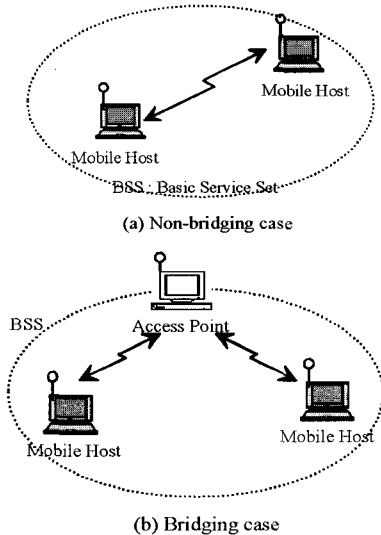 Mobile Host
Mobile Host
BSS : Basic Service Set
(a) Non-bridging case
BSS
Access Point
Mobile Host
Mobile Host
(b) Bridging case